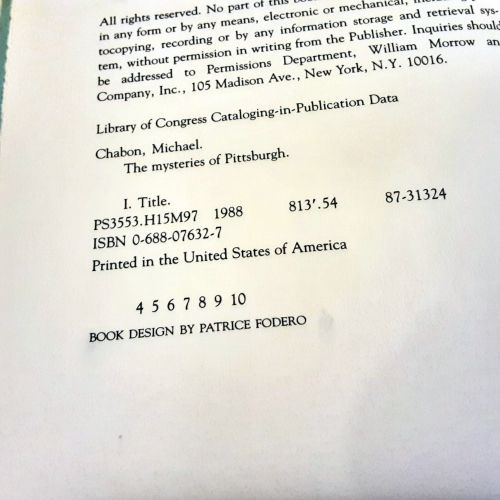 All rights reserved. No part of this
in any form or by any means, electronic or mechanical,
tocopying, recording or by any information storage and retrieval sys-
tem, without permission in writing from the Publisher. Inquiries should
be addressed to Permissions Department, William Morrow an
Company, Inc., 105 Madison Ave., New York, N.Y. 10016.
Library of Congress Cataloging-in-Publication Data
Chabon, Michael.
The mysteries of Pittsburgh.
I. Title.
PS3553.H15M97 1988 813'.54 87-31324
ISBN 0-688-07632-7
Printed in the United States of America
4 5 6 7 8 9 10
BOOK DESIGN BY PATRICE FODERO